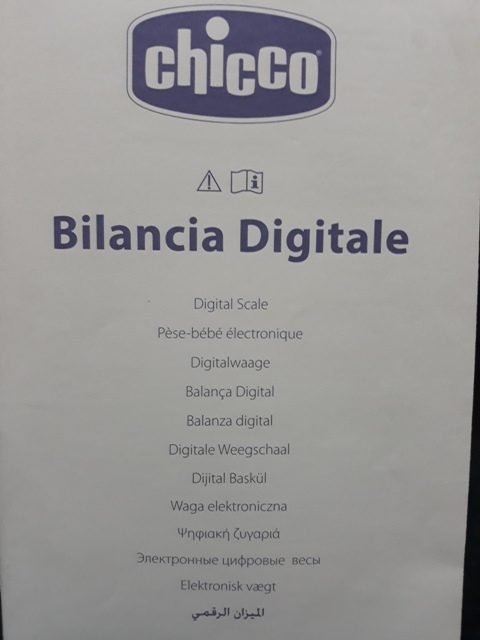 chicco
Bilancia Digitale
Digital Scale
Pèse-bébé électronique
Digitalwaage
Balança Digital
Balanza digital
Digitale Weegschaal
Dijital Baskül
Waga elektroniczna
Ψηφιακή ζυγαριά
Электронные цифровые весы
Elektronisk vægt
الميزان الرقمي